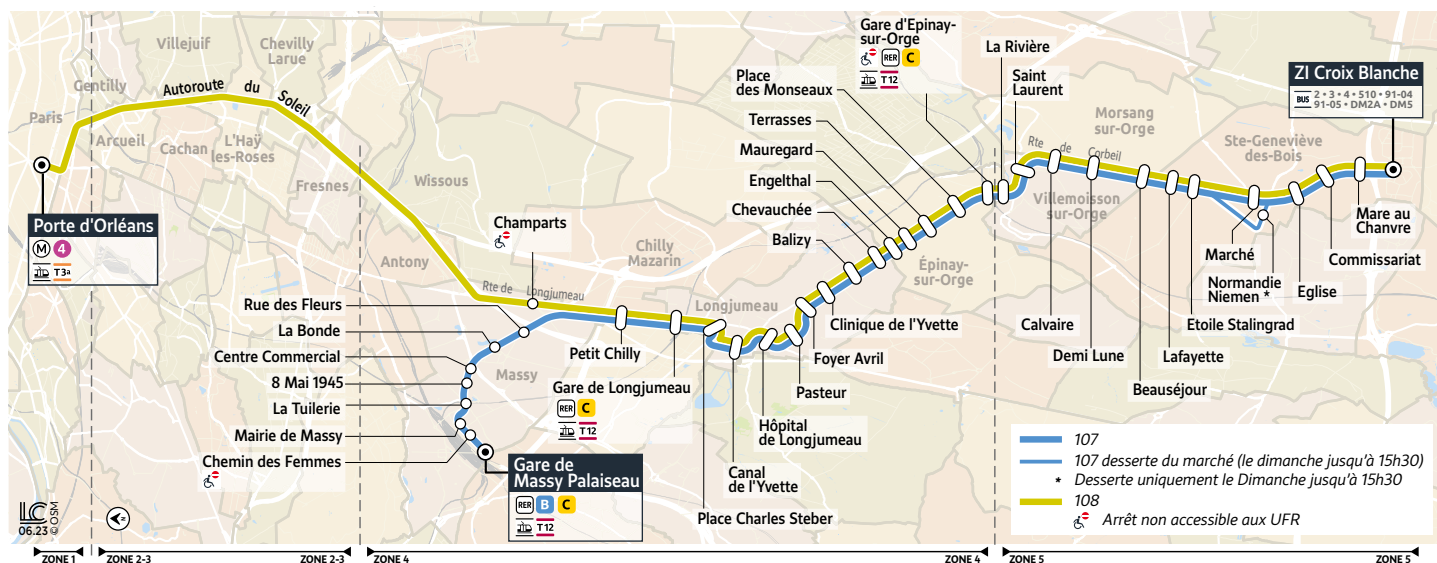 Paris
Gentilly
Villejuif
Chevilly
Larue
Autoroute du Soleil
Arcueil
Cachan
L'Haÿ
les-Roses
Fresnes
Wissous
Antony
Massy
Chilly
Mazarin
Longjumeau
Épinay-
sur-Orge
Villemoisson
-sur-Orge
Morsang
sur-Orge
Ste-Geneviève
des-Bois
Rte de Longjumeau
Rte de Corbeil
Porte d'Orléans
M 4
T3a
Champarts
Rue des Fleurs
La Bonde
Centre Commercial
8 Mai 1945
La Tuilerie
Mairie de Massy
Chemin des Femmes
Gare de
Massy Palaiseau
RER B C
T12
Petit Chilly
Gare de Longjumeau
RER C
T12
Place Charles Steber
Canal
de l'Yvette
Hôpital
de Longjumeau
Pasteur
Foyer Avril
Clinique de l'Yvette
Balizy
Chevauchée
Engelthal
Mauregard
Terrasses
Place
des Monseaux
Gare d'Epinay-
sur-Orge
RER C
T12
La Rivière
Saint
Laurent
Calvaire
Demi Lune
Beauséjour
Lafayette
Etoile Stalingrad
Marché
Normandie
Niemen *
Eglise
Commissariat
Mare au
Chanvre
ZI Croix Blanche
BUS 2 • 3 • 4 • 510 • 91-04
91-05 • DM2A • DM5
107
107 desserte du marché (le dimanche jusqu'à 15h30)
* Desserte uniquement le Dimanche jusqu'à 15h30
108
Arrêt non accessible aux UFR
LC
06.23 © OSM
N
ZONE 1
ZONE 2-3
ZONE 2-3
ZONE 4
ZONE 4
ZONE 5
ZONE 5